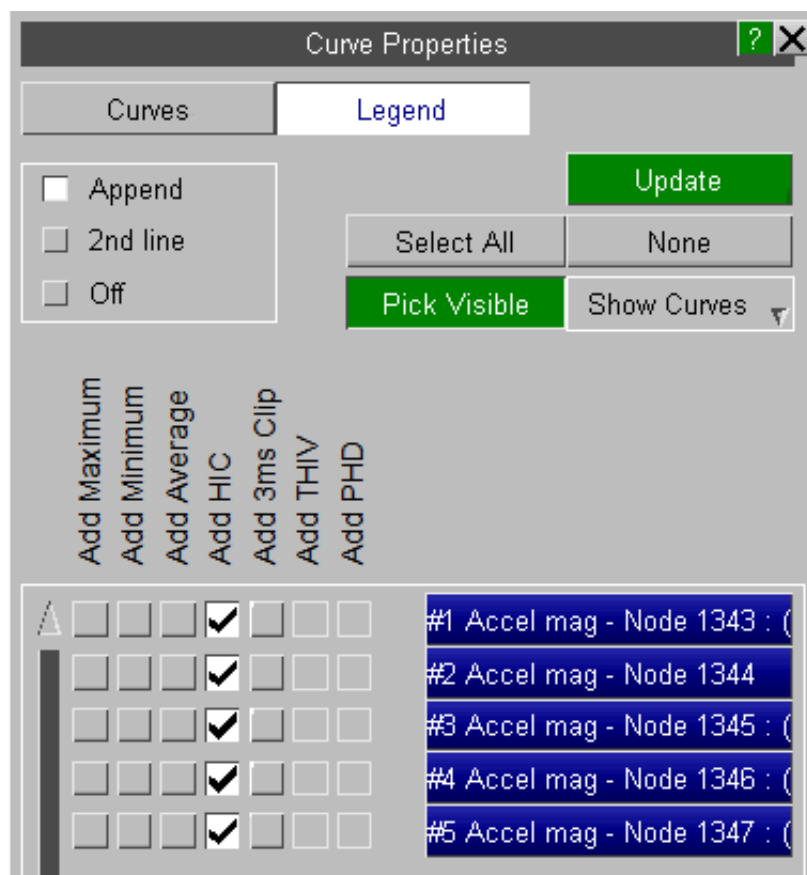 Curve Properties ?
Curves Legend
Append Update
2nd line Select All None
Off Pick Visible Show Curves
Add Maximum
Add Minimum
Add Average
Add HIC
Add 3ms Clip
Add THIV
Add PHD
#1 Accel mag - Node 1343 : (
#2 Accel mag - Node 1344
#3 Accel mag - Node 1345 : (
#4 Accel mag - Node 1346 : (
#5 Accel mag - Node 1347 : (